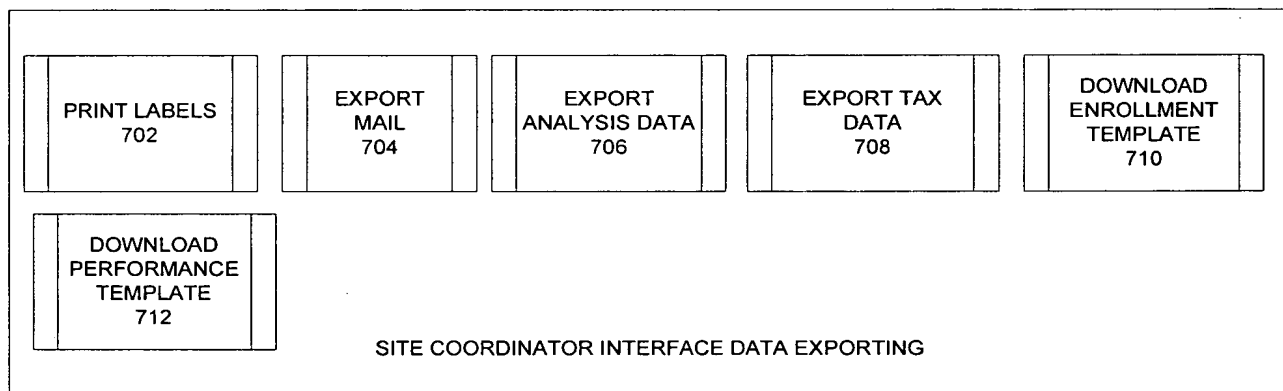 PRINT LABELS
702
EXPORT
MAIL
704
EXPORT
ANALYSIS DATA
706
EXPORT TAX
DATA
708
DOWNLOAD
ENROLLMENT
TEMPLATE
710
DOWNLOAD
PERFORMANCE
TEMPLATE
712
SITE COORDINATOR INTERFACE DATA EXPORTING